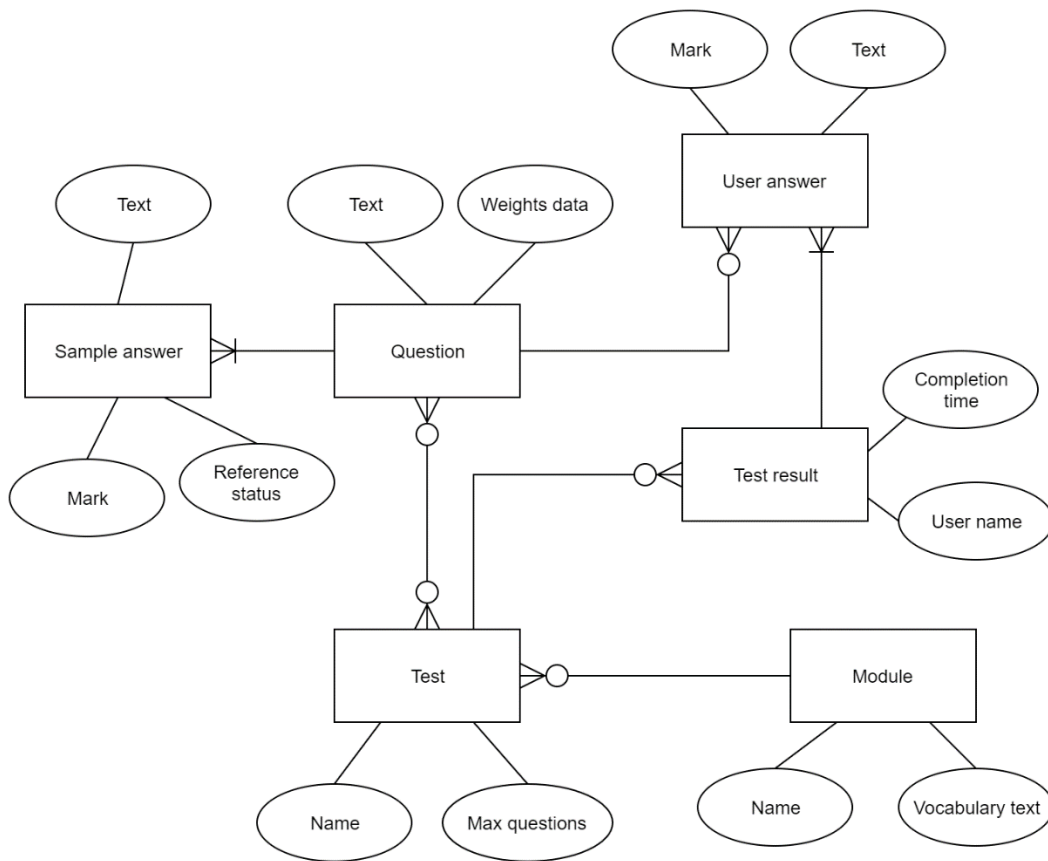 Mark
Text
User answer
Text
Text
Weights data
Sample answer
Question
Completion
time
Mark
Reference
status
Test result
User name
Test
Module
Name
Max questions
Name
Vocabulary text